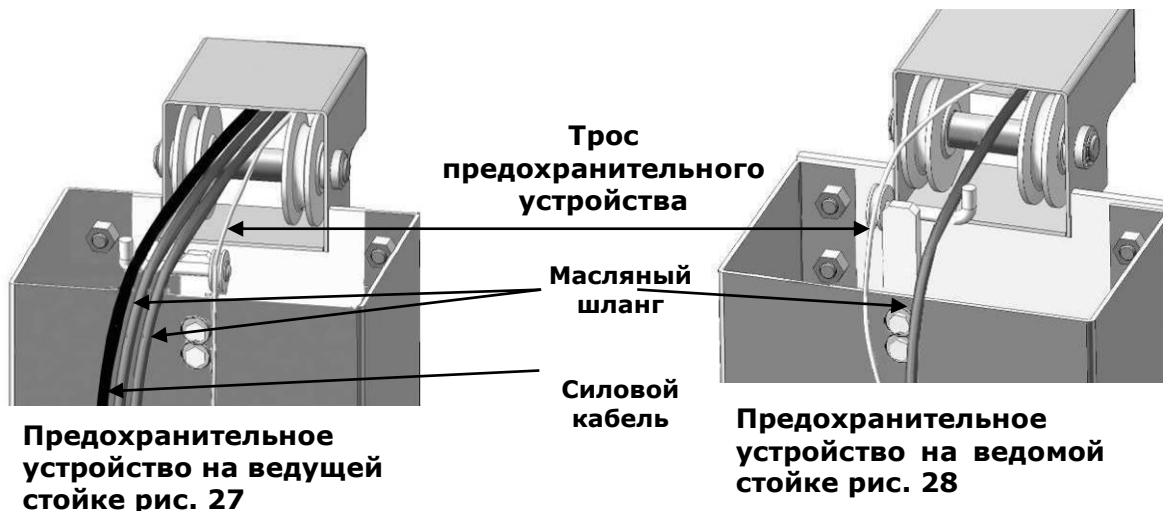 Трос
предохранительного
устройства
Масляный
шланг
Силовой
кабель
Предохранительное
устройство на ведущей
стойке рис. 27
Предохранительное
устройство на ведомой
стойке рис. 28